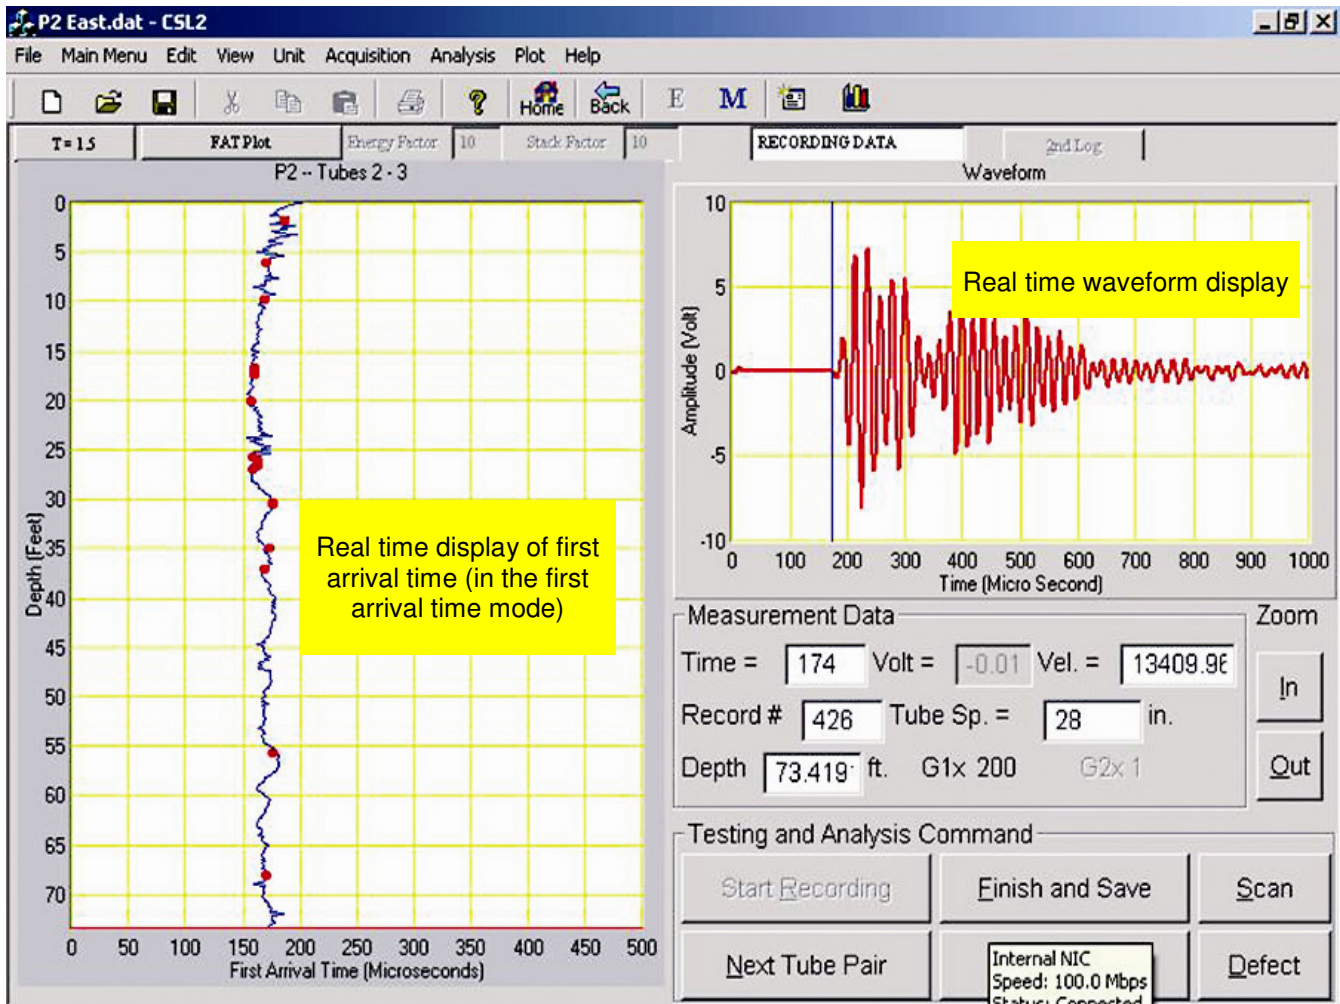 P2 East.dat - CSL2
File Main Menu Edit View Unit Acquisition Analysis Plot Help
Home Back E M
T= 1.5 FAT Plot Energy Factor 10 Stack Factor 10 RECORDING DATA 2nd Log
P2 -- Tubes 2 - 3
0
5
10
15
20
25
30
35
40
45
50
55
60
65
70
Depth (Feet)
Real time display of first
arrival time (in the first
arrival time mode)
0 50 100 150 200 250 300 350 400 450 500
First Arrival Time (Microseconds)
Waveform
10
5
0
-5
-10
Amplitude (Volt)
Real time waveform display
0 100 200 300 400 500 600 700 800 900 1000
Time (Micro Second)
Measurement Data
Time = 174 Volt = -0.01 Vel. = 13409.96
Record # 426 Tube Sp. = 28 in.
Depth 73.419 ft. G1x 200 G2x 1
Zoom
In
Out
Testing and Analysis Command
Start Recording Finish and Save Scan
Next Tube Pair Defect
Internal NIC
Speed: 100.0 Mbps
Status: Connected